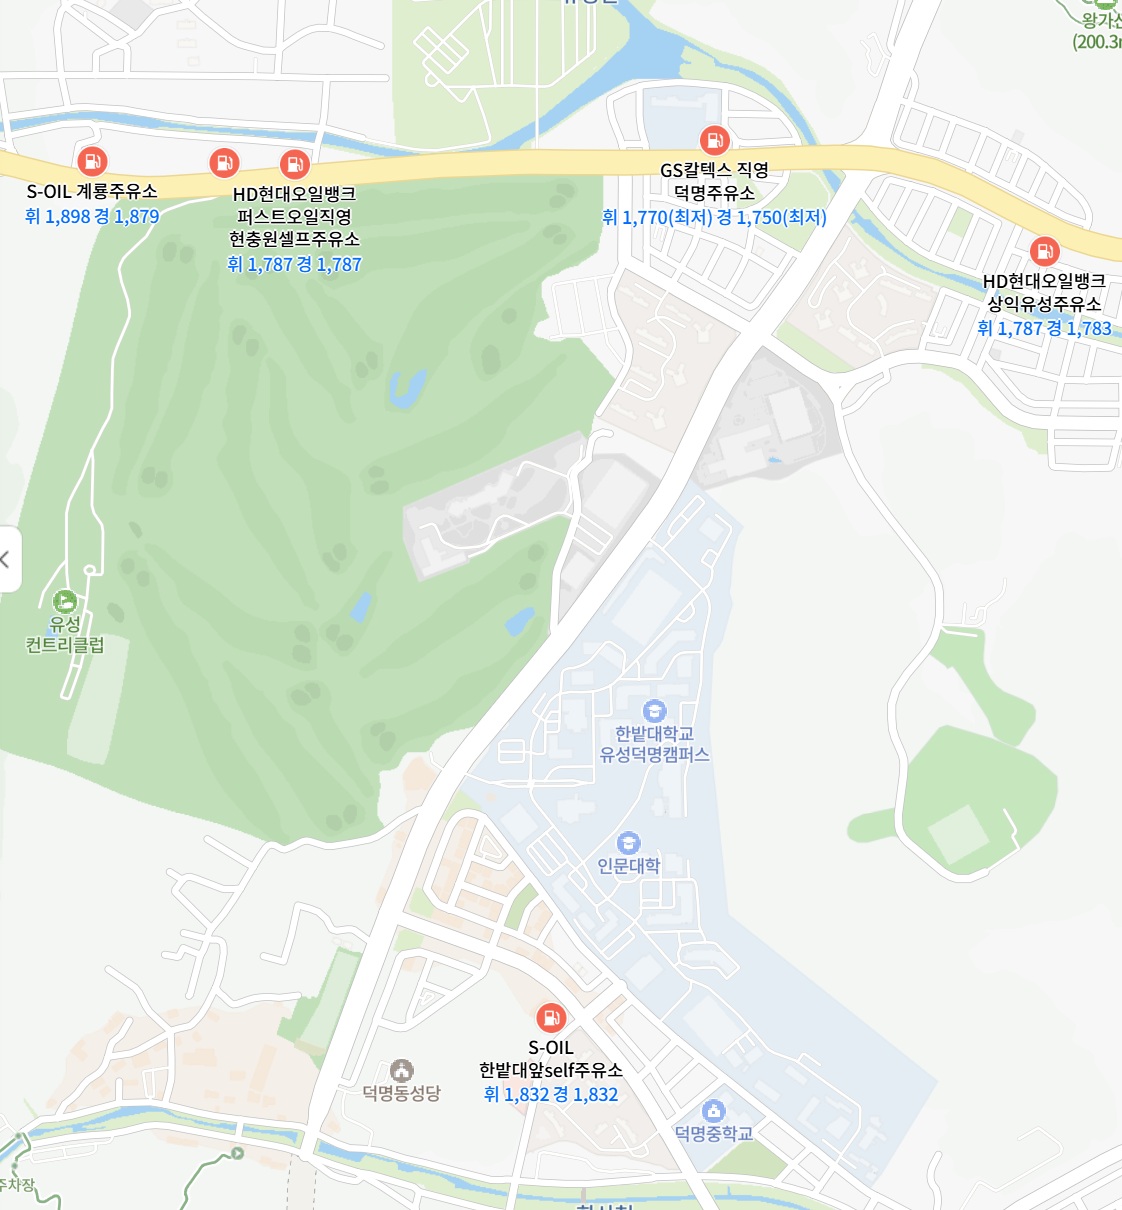 왕가산
(200.3m
S-OIL 계룡주유소
휘 1,898 경 1,879
HD현대오일뱅크
퍼스트오일직영
현충원셀프주유소
휘 1,787 경 1,787
GS칼텍스 직영
덕명주유소
휘 1,770(최저) 경 1,750(최저)
HD현대오일뱅크
상익유성주유소
휘 1,787 경 1,783
유성
컨트리클럽
한밭대학교
유성덕명캠퍼스
인문대학
S-OIL
한밭대앞self주유소
휘 1,832 경 1,832
덕명동성당
덕명중학교
주차장